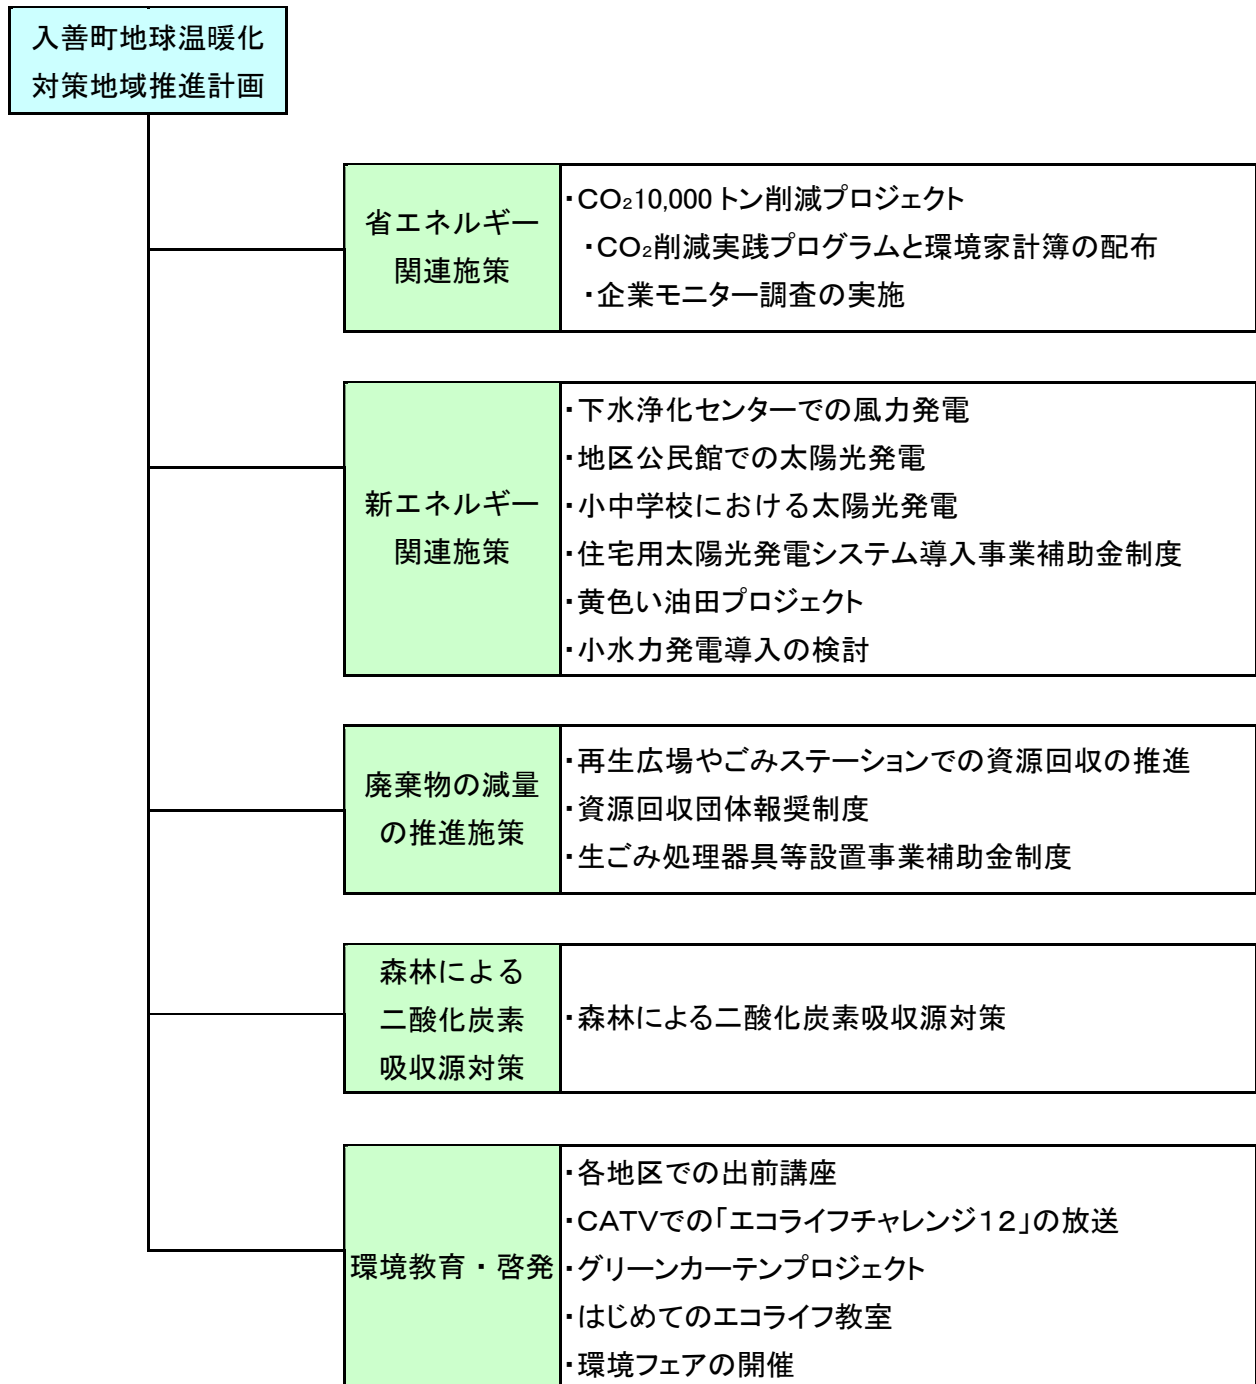 入善町地球温暖化
対策地域推進計画
省エネルギー
関連施策
・CO₂10,000トン削減プロジェクト
・CO₂削減実践プログラムと環境家計簿の配布
・企業モニター調査の実施
新エネルギー
関連施策
・下水浄化センターでの風力発電
・地区公民館での太陽光発電
・小中学校における太陽光発電
・住宅用太陽光発電システム導入事業補助金制度
・黄色い油田プロジェクト
・小水力発電導入の検討
廃棄物の減量
の推進施策
・再生広場やごみステーションでの資源回収の推進
・資源回収団体報奨制度
・生ごみ処理器具等設置事業補助金制度
森林による
二酸化炭素
吸収源対策
・森林による二酸化炭素吸収源対策
環境教育・啓発
・各地区での出前講座
・CATVでの「エコライフチャレンジ12」の放送
・グリーンカーテンプロジェクト
・はじめてのエコライフ教室
・環境フェアの開催